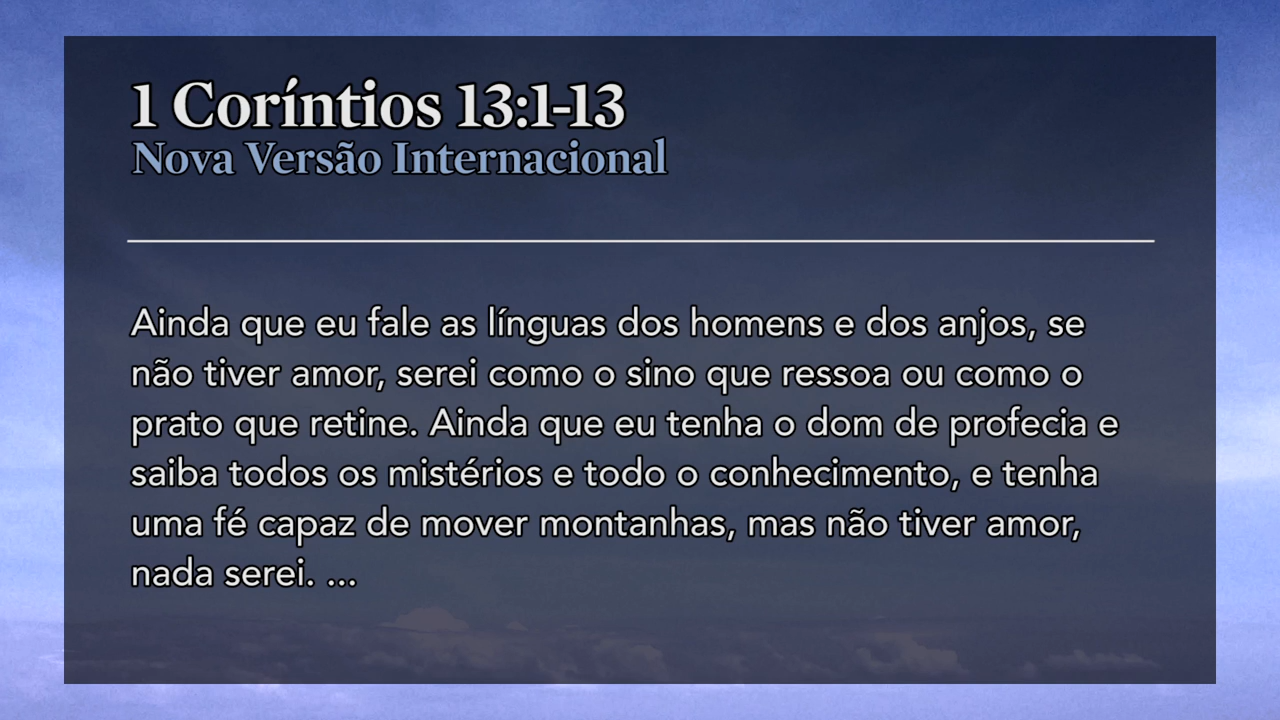 1 Coríntios 13:1-13
Nova Versão Internacional
Ainda que eu fale as línguas dos homens e dos anjos, se
não tiver amor, serei como o sino que ressoa ou como o
prato que retine. Ainda que eu tenha o dom de profecia e
saiba todos os mistérios e todo o conhecimento, e tenha
uma fé capaz de mover montanhas, mas não tiver amor,
nada serei. ...